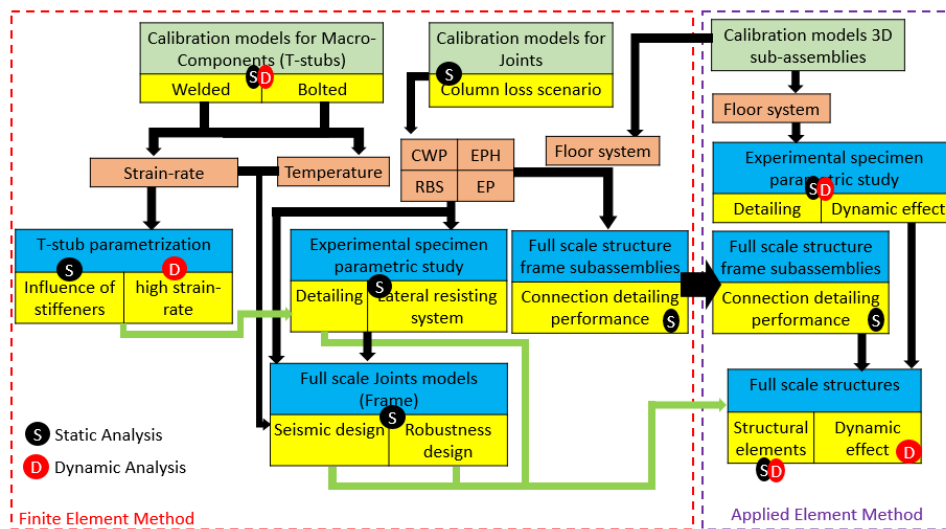 Calibration models for Macro-
Components (T-stubs)
S D
Welded
Bolted
Calibration models for
Joints
S
Column loss scenario
Calibration models 3D
sub-assemblies
Floor system
Strain-rate
Temperature
CWP
EPH
RBS
EP
Floor system
Experimental specimen
parametric study
S D
Detailing
Dynamic effect
T-stub parametrization
S
D
Influence of
stiffeners
high strain-
rate
Experimental specimen
parametric study
S
Detailing
Lateral resisting
system
Full scale structure
frame subassemblies
Connection detailing
performance
S
Full scale structure
frame subassemblies
Connection detailing
performance
S
Full scale Joints models
(Frame)
S
Seismic design
Robustness
design
Full scale structures
Structural
elements
S D
Dynamic
effect
D
S Static Analysis
D Dynamic Analysis
Finite Element Method
Applied Element Method